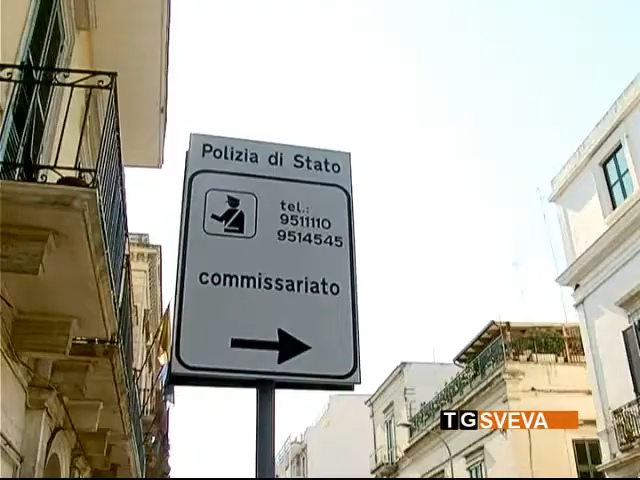 Polizia di Stato
tel.:
9511110
9514545
commissariato
TGSVEVA